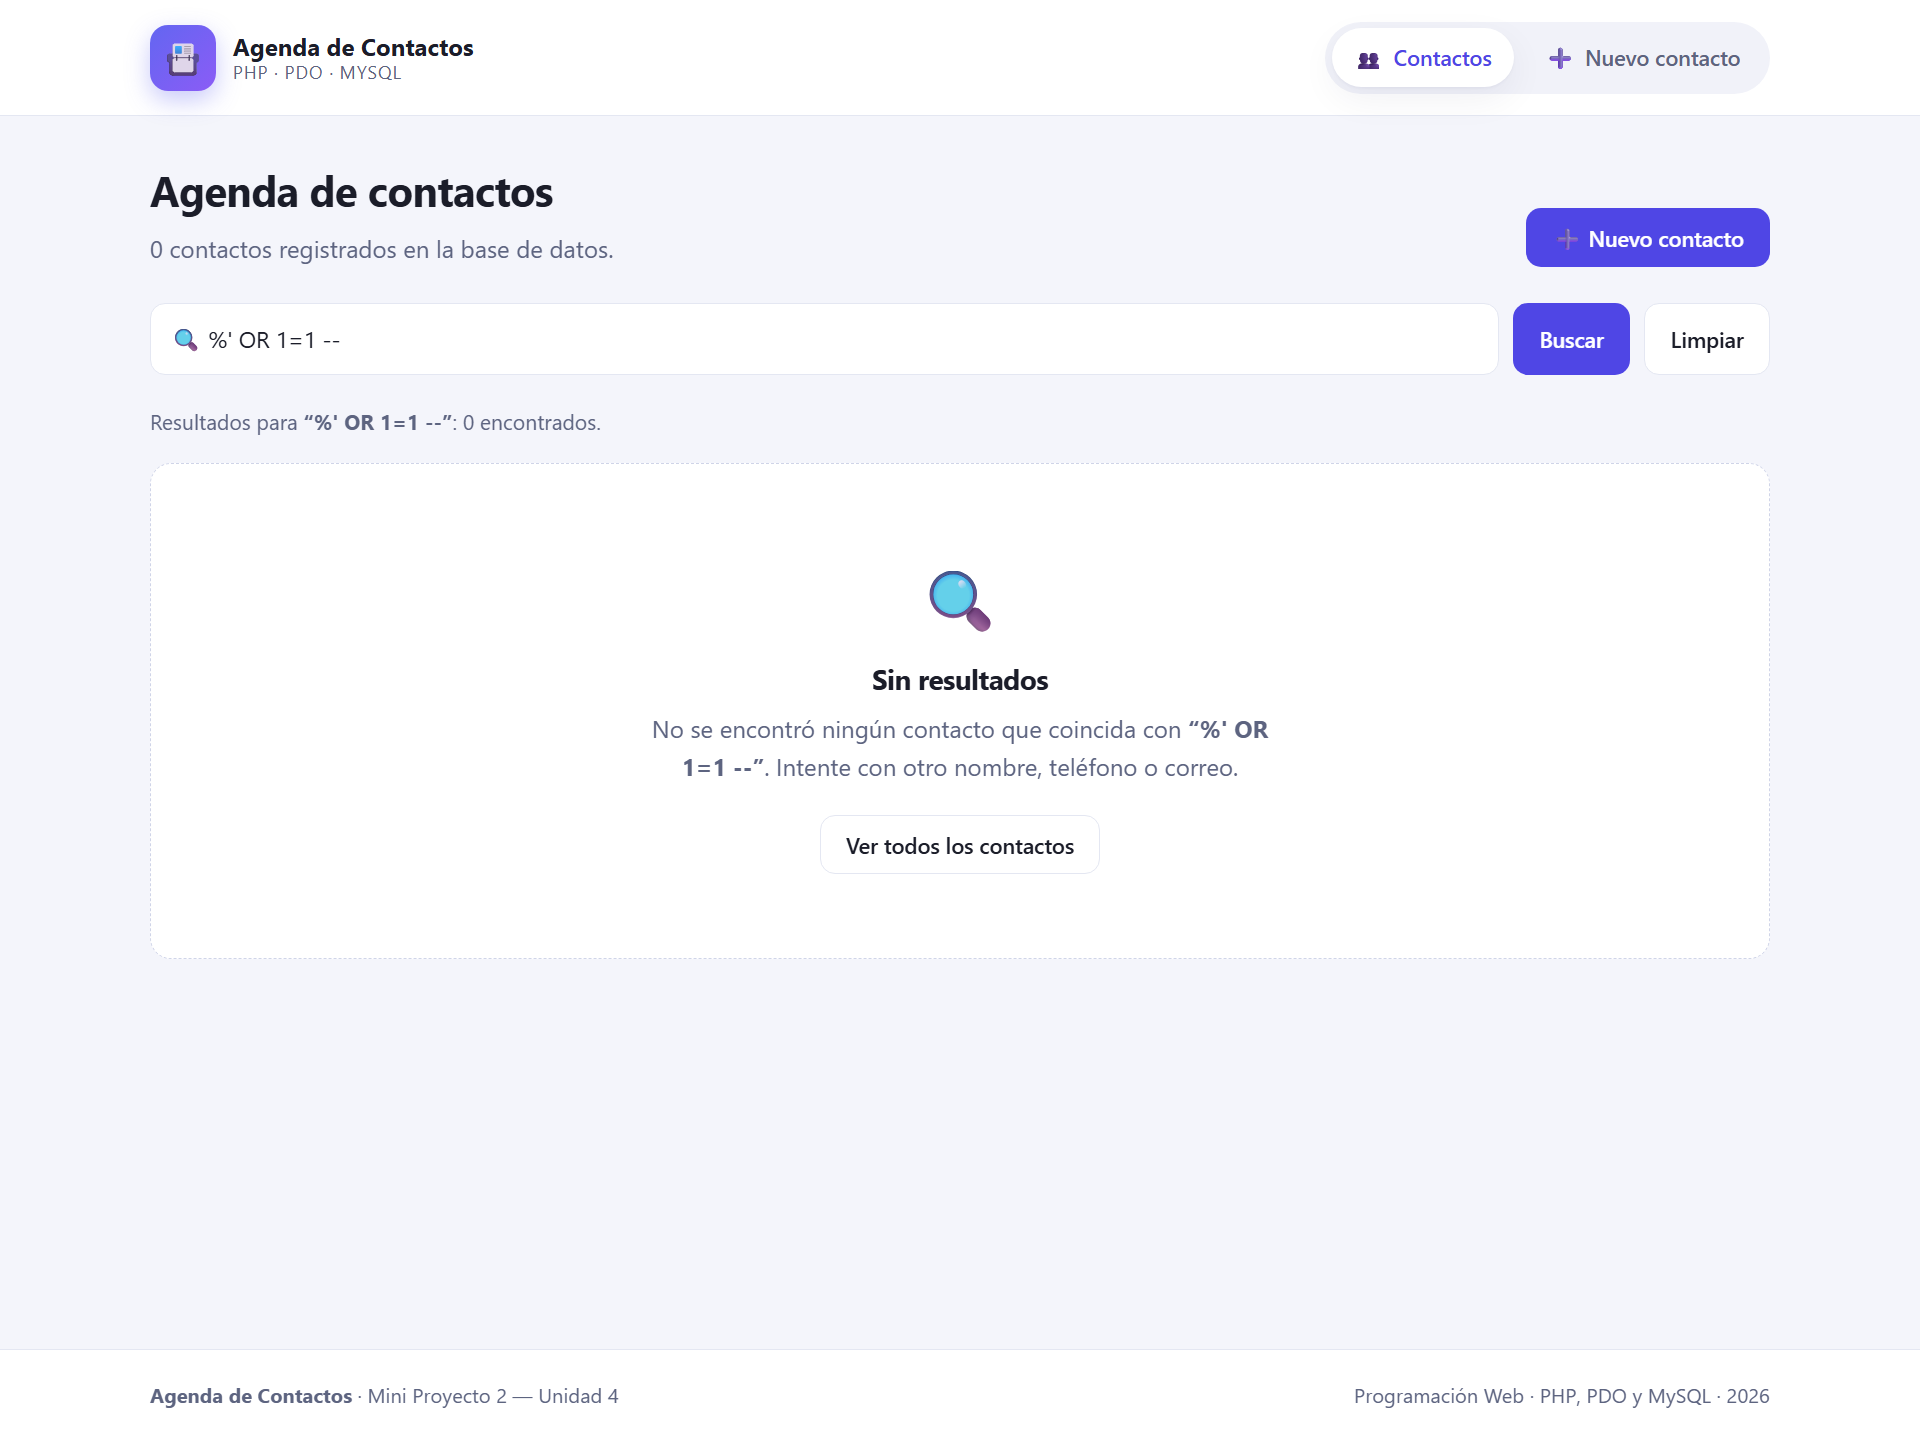 Agenda de Contactos
PHP · PDO · MYSQL
Contactos
Nuevo contacto
Agenda de contactos
0 contactos registrados en la base de datos.
Nuevo contacto
%' OR 1=1 --
Buscar
Limpiar
Resultados para “%' OR 1=1 --”: 0 encontrados.
Sin resultados
No se encontró ningún contacto que coincida con “%' OR
1=1 --”. Intente con otro nombre, teléfono o correo.
Ver todos los contactos
Agenda de Contactos · Mini Proyecto 2 — Unidad 4
Programación Web · PHP, PDO y MySQL · 2026